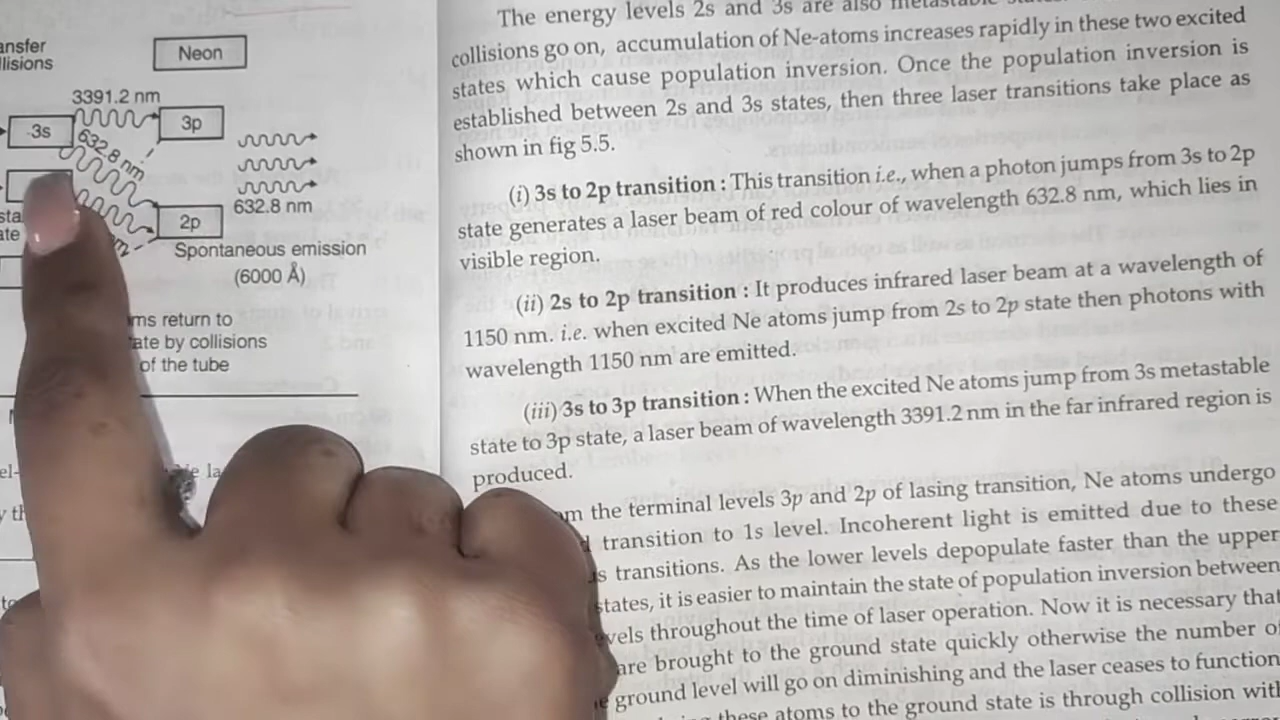 ansfer
llisions
Neon
3391.2 nm
3s
3p
632.8 nm
632.8 nm
2p
sta
ate
Spontaneous emission
(6000 Å)
ms return to
ate by collisions
of the tube
el-
The energy levels 2s and 3s are also
collisions go on, accumulation of Ne-atoms increases rapidly in these two excited
states which cause population inversion. Once the population inversion is
established between 2s and 3s states, then three laser transitions take place as
shown in fig 5.5.
(i) 3s to 2p transition : This transition i.e., when a photon jumps from 3s to 2p
state generates a laser beam of red colour of wavelength 632.8 nm, which lies in
visible region.
(ii) 2s to 2p transition : It produces infrared laser beam at a wavelength of
1150 nm. i.e. when excited Ne atoms jump from 2s to 2p state then photons with
wavelength 1150 nm are emitted.
(iii) 3s to 3p transition : When the excited Ne atoms jump from 3s metastable
state to 3p state, a laser beam of wavelength 3391.2 nm in the far infrared region is
produced.
m the terminal levels 3p and 2p of lasing transition, Ne atoms undergo
transition to 1s level. Incoherent light is emitted due to these
s transitions. As the lower levels depopulate faster than the upper
states, it is easier to maintain the state of population inversion between
vels throughout the time of laser operation. Now it is necessary that
are brought to the ground state quickly otherwise the number of
ground level will go on diminishing and the laser ceases to function
these atoms to the ground state is through collision with